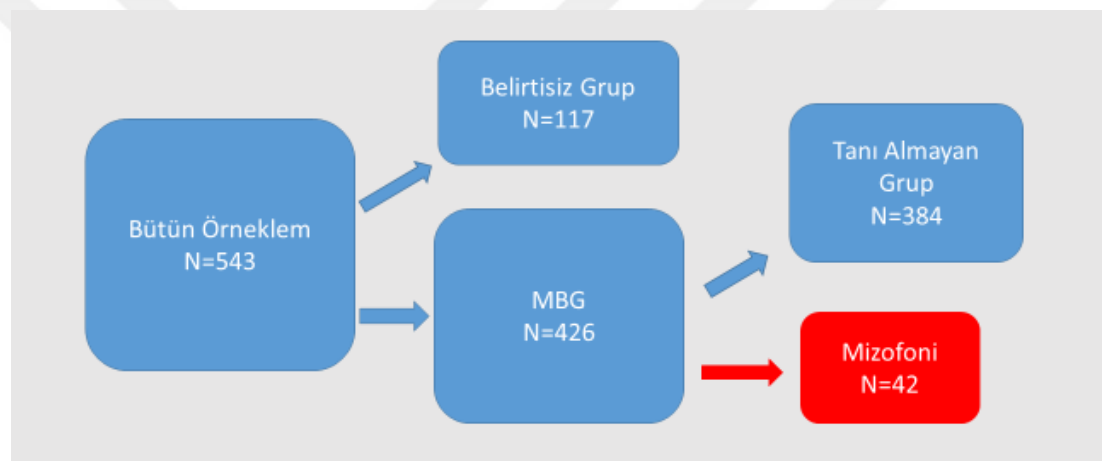 Bütün Örneklem
N=543
Belirtisiz Grup
N=117
MBG
N=426
Tanı Almayan
Grup
N=384
Mizofoni
N=42